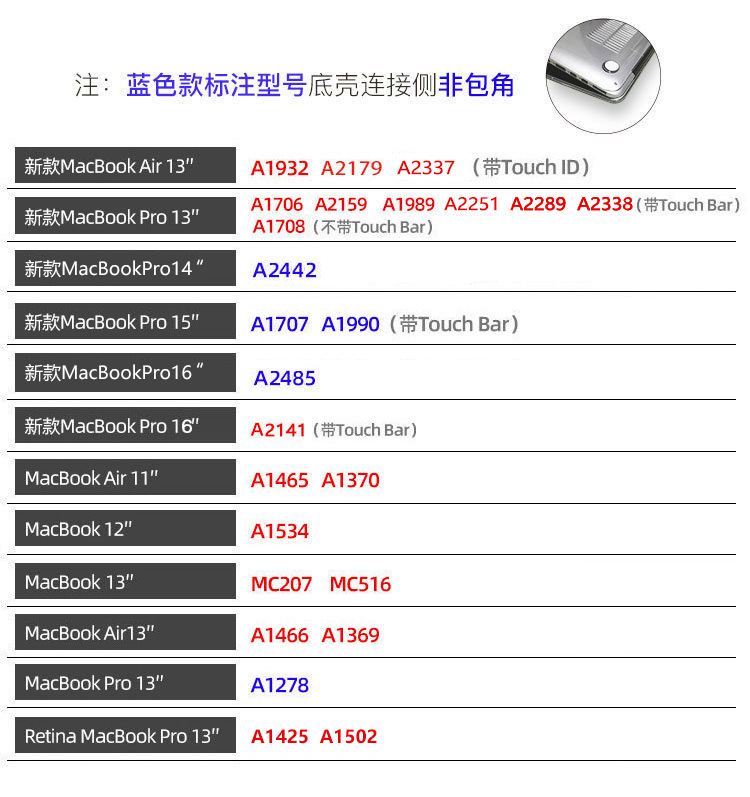 注：蓝色款标注型号底壳连接侧非包角
新款MacBook Air 13″ A1932 A2179 A2337 （带Touch ID）
新款MacBook Pro 13″ A1706 A2159 A1989 A2251 A2289 A2338（带Touch Bar）
A1708（不带Touch Bar）
新款MacBookPro14“ A2442
新款MacBook Pro 15″ A1707 A1990（带Touch Bar）
新款MacBookPro16“ A2485
新款MacBook Pro 16″ A2141（带Touch Bar）
MacBook Air 11″ A1465 A1370
MacBook 12″ A1534
MacBook 13″ MC207 MC516
MacBook Air13″ A1466 A1369
MacBook Pro 13″ A1278
Retina MacBook Pro 13″ A1425 A1502